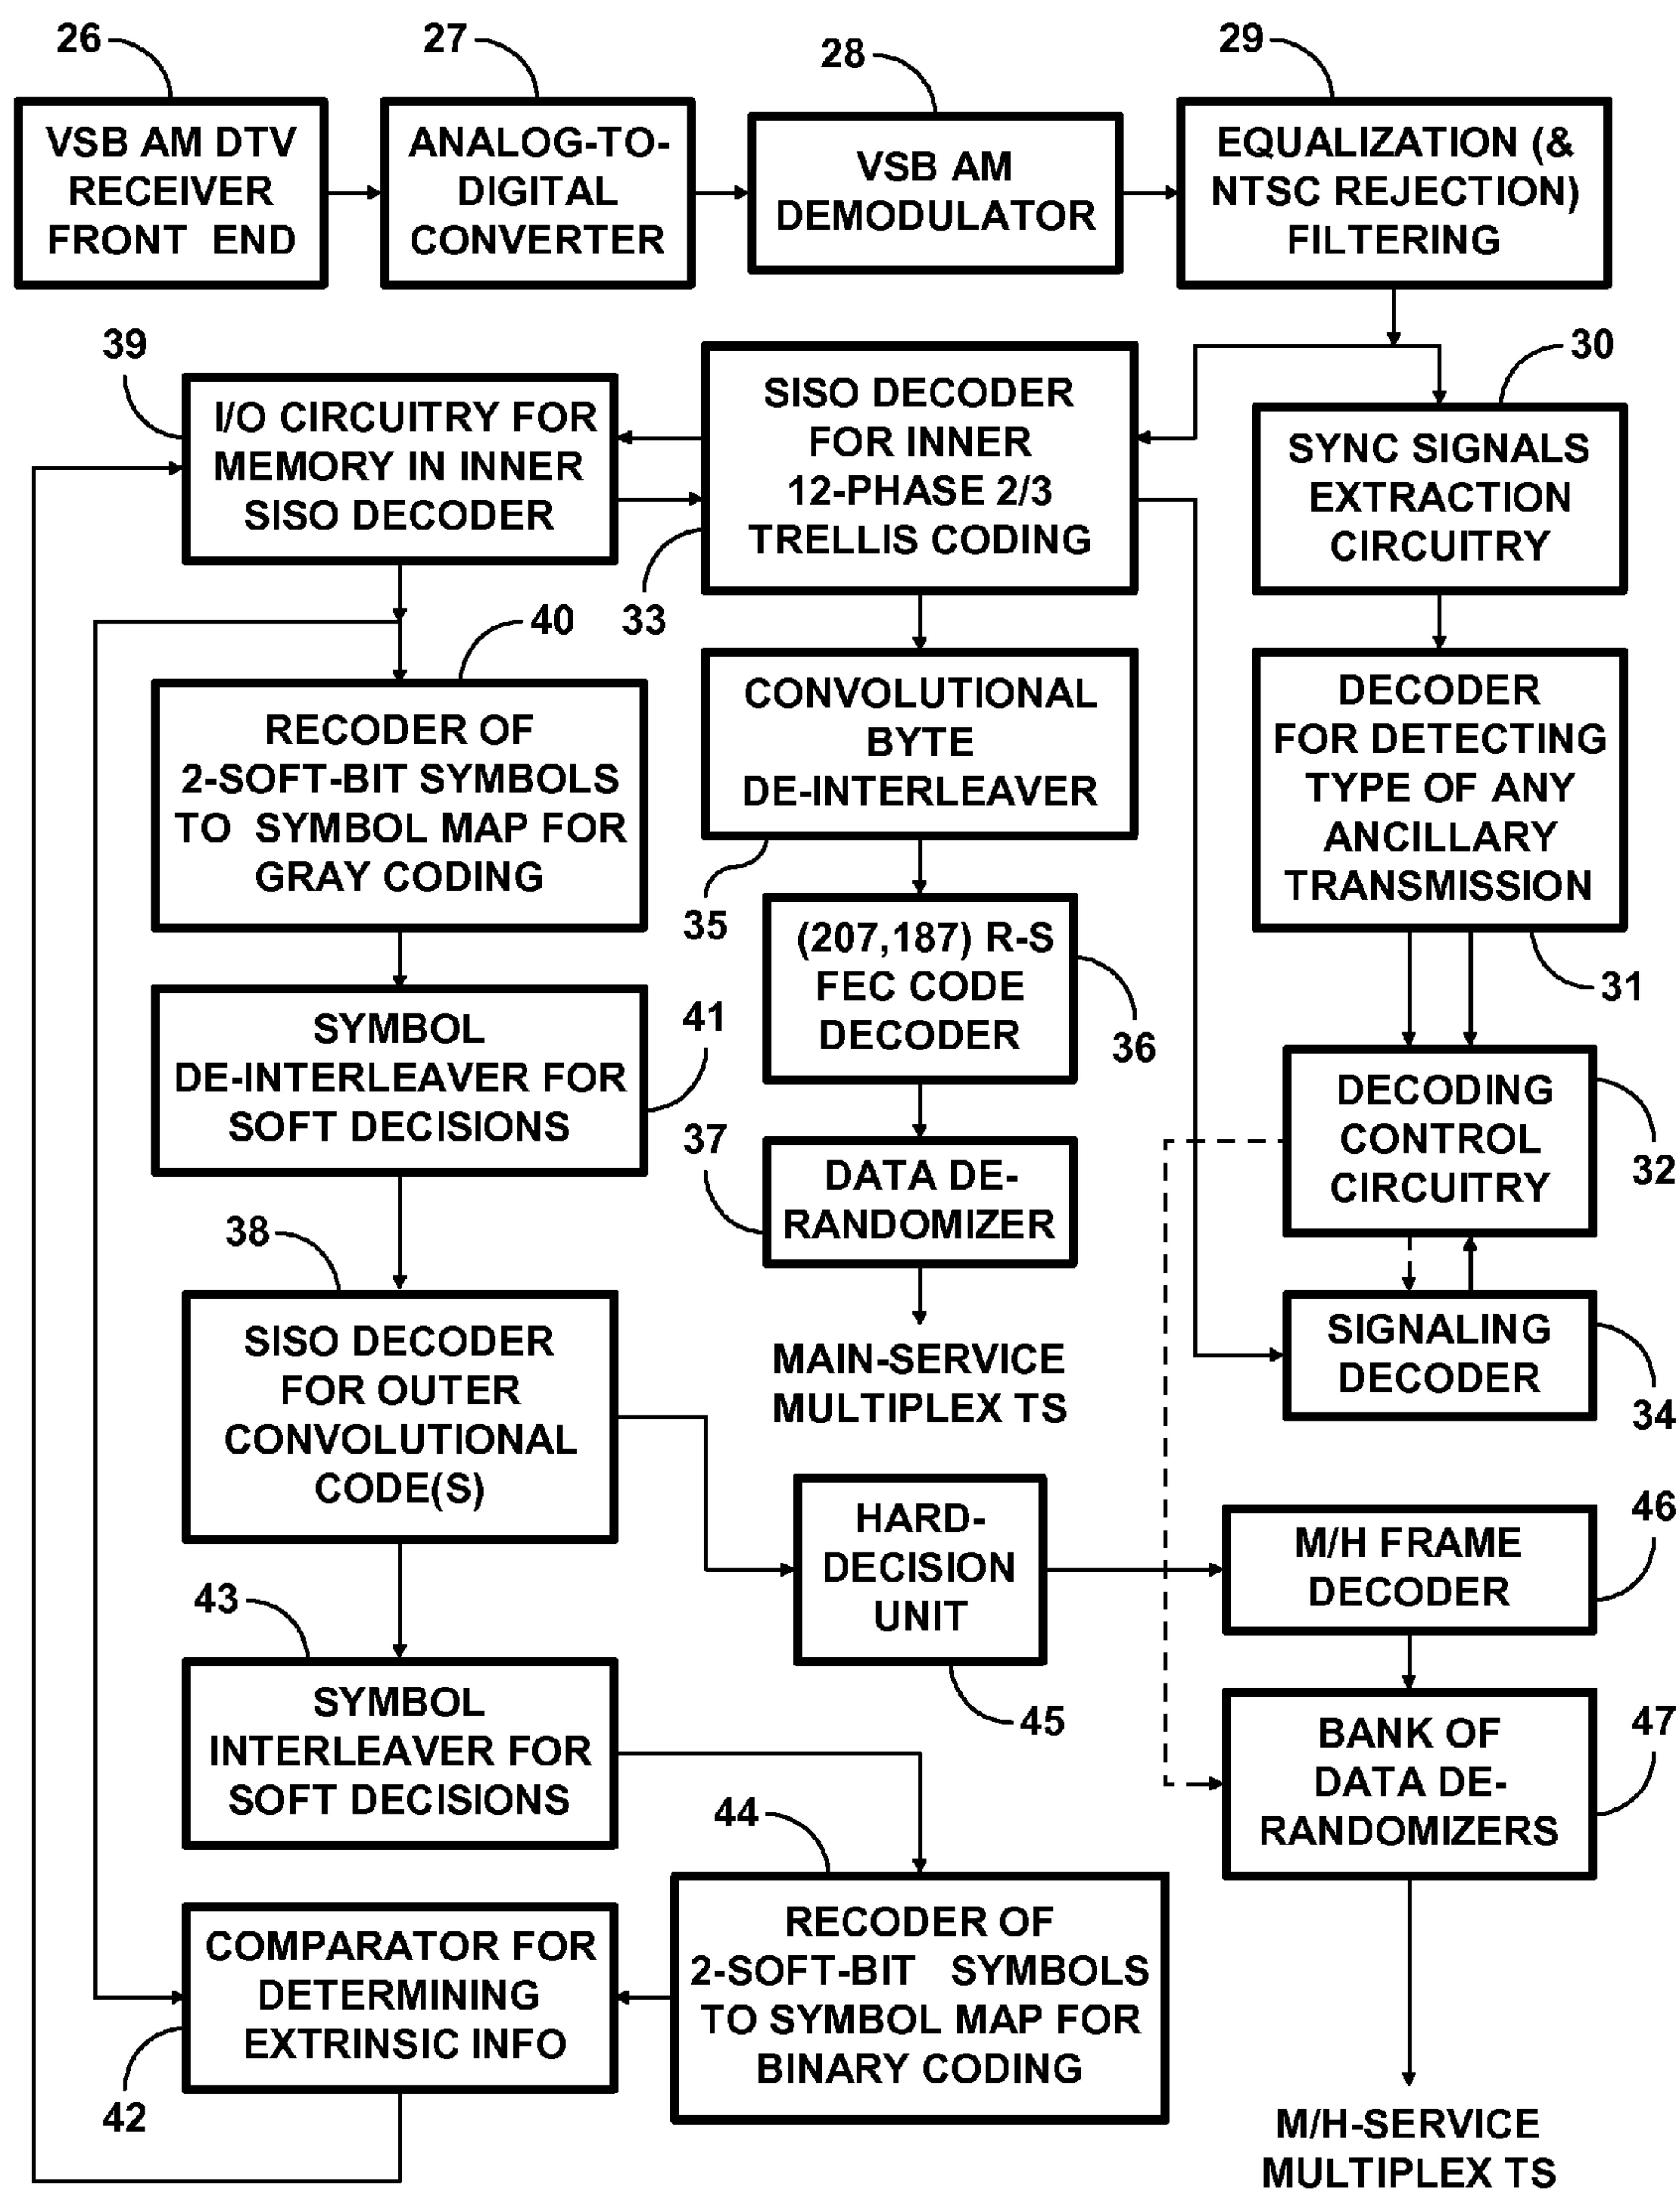 26
27
28
29
VSB AM DTV
RECEIVER
FRONT END
ANALOG-TO-
DIGITAL
CONVERTER
VSB AM
DEMODULATOR
EQUALIZATION (&
NTSC REJECTION)
FILTERING
39
30
I/O CIRCUITRY FOR
MEMORY IN INNER
SISO DECODER
SISO DECODER
FOR INNER
12-PHASE 2/3
TRELLIS CODING
SYNC SIGNALS
EXTRACTION
CIRCUITRY
40
33
RECODER OF
2-SOFT-BIT SYMBOLS
TO SYMBOL MAP FOR
GRAY CODING
CONVOLUTIONAL
BYTE
DE-INTERLEAVER
DECODER
FOR DETECTING
TYPE OF ANY
ANCILLARY
TRANSMISSION
35
31
(207,187) R-S
FEC CODE
DECODER
36
SYMBOL
DE-INTERLEAVER FOR
SOFT DECISIONS
41
DECODING
CONTROL
CIRCUITRY
32
37
DATA DE-
RANDOMIZER
38
SISO DECODER
FOR OUTER
CONVOLUTIONAL
CODE(S)
MAIN-SERVICE
MULTIPLEX TS
SIGNALING
DECODER
34
HARD-
DECISION
UNIT
45
46
M/H FRAME
DECODER
43
SYMBOL
INTERLEAVER FOR
SOFT DECISIONS
47
BANK OF
DATA DE-
RANDOMIZERS
44
COMPARATOR FOR
DETERMINING
EXTRINSIC INFO
42
RECODER OF
2-SOFT-BIT SYMBOLS
TO SYMBOL MAP FOR
BINARY CODING
M/H-SERVICE
MULTIPLEX TS